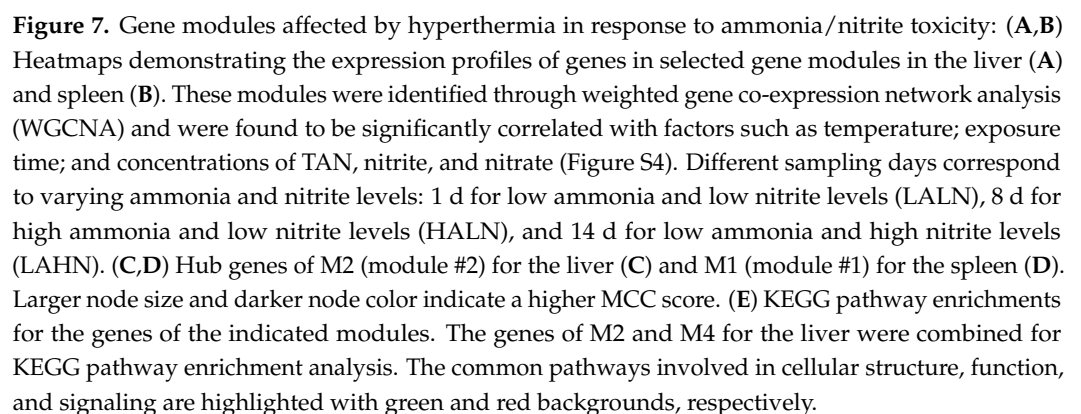 Figure 7. Gene modules affected by hyperthermia in response to ammonia/nitrite toxicity: (A,B)
Heatmaps demonstrating the expression profiles of genes in selected gene modules in the liver (A)
and spleen (B). These modules were identified through weighted gene co-expression network analysis
(WGCNA) and were found to be significantly correlated with factors such as temperature; exposure
time; and concentrations of TAN, nitrite, and nitrate (Figure S4). Different sampling days correspond
to varying ammonia and nitrite levels: 1 d for low ammonia and low nitrite levels (LALN), 8 d for
high ammonia and low nitrite levels (HALN), and 14 d for low ammonia and high nitrite levels
(LAHN). (C,D) Hub genes of M2 (module #2) for the liver (C) and M1 (module #1) for the spleen (D).
Larger node size and darker node color indicate a higher MCC score. (E) KEGG pathway enrichments
for the genes of the indicated modules. The genes of M2 and M4 for the liver were combined for
KEGG pathway enrichment analysis. The common pathways involved in cellular structure, function,
and signaling are highlighted with green and red backgrounds, respectively.